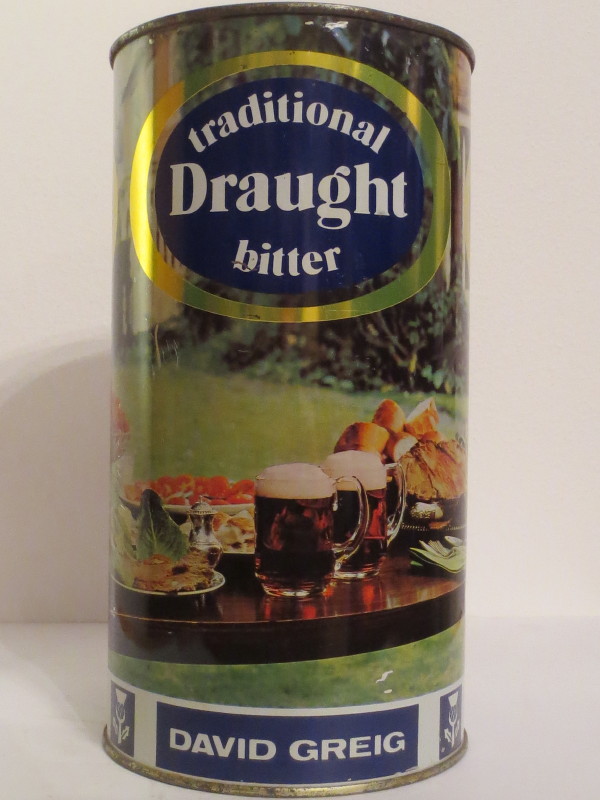 traditional
Draught
bitter
DAVID GREIG